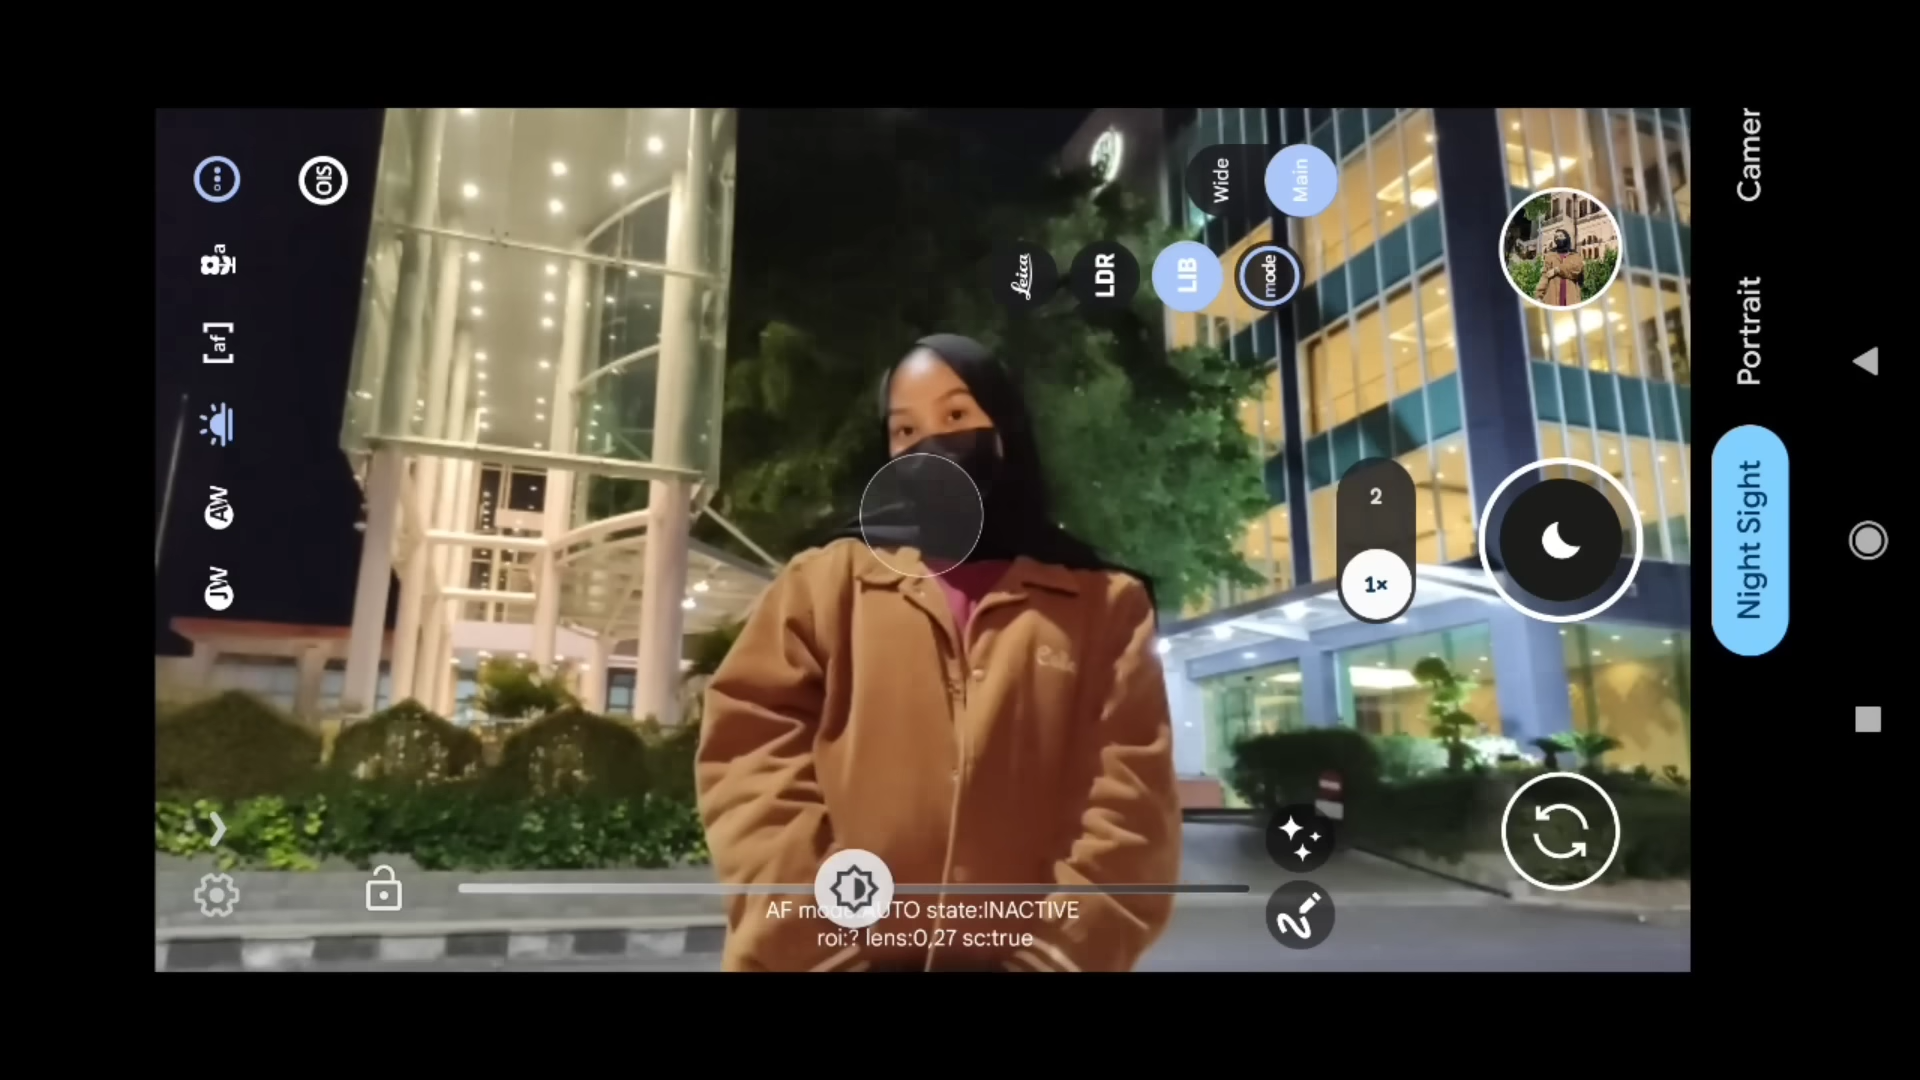 OIS
a
[af]
AW
JW
Wide
Main
Leica
LDR
LIB
mode
2
1×
Camer
Portrait
Night Sight
AF mode:AUTO state:INACTIVE
roi:? lens:0,27 sc:true